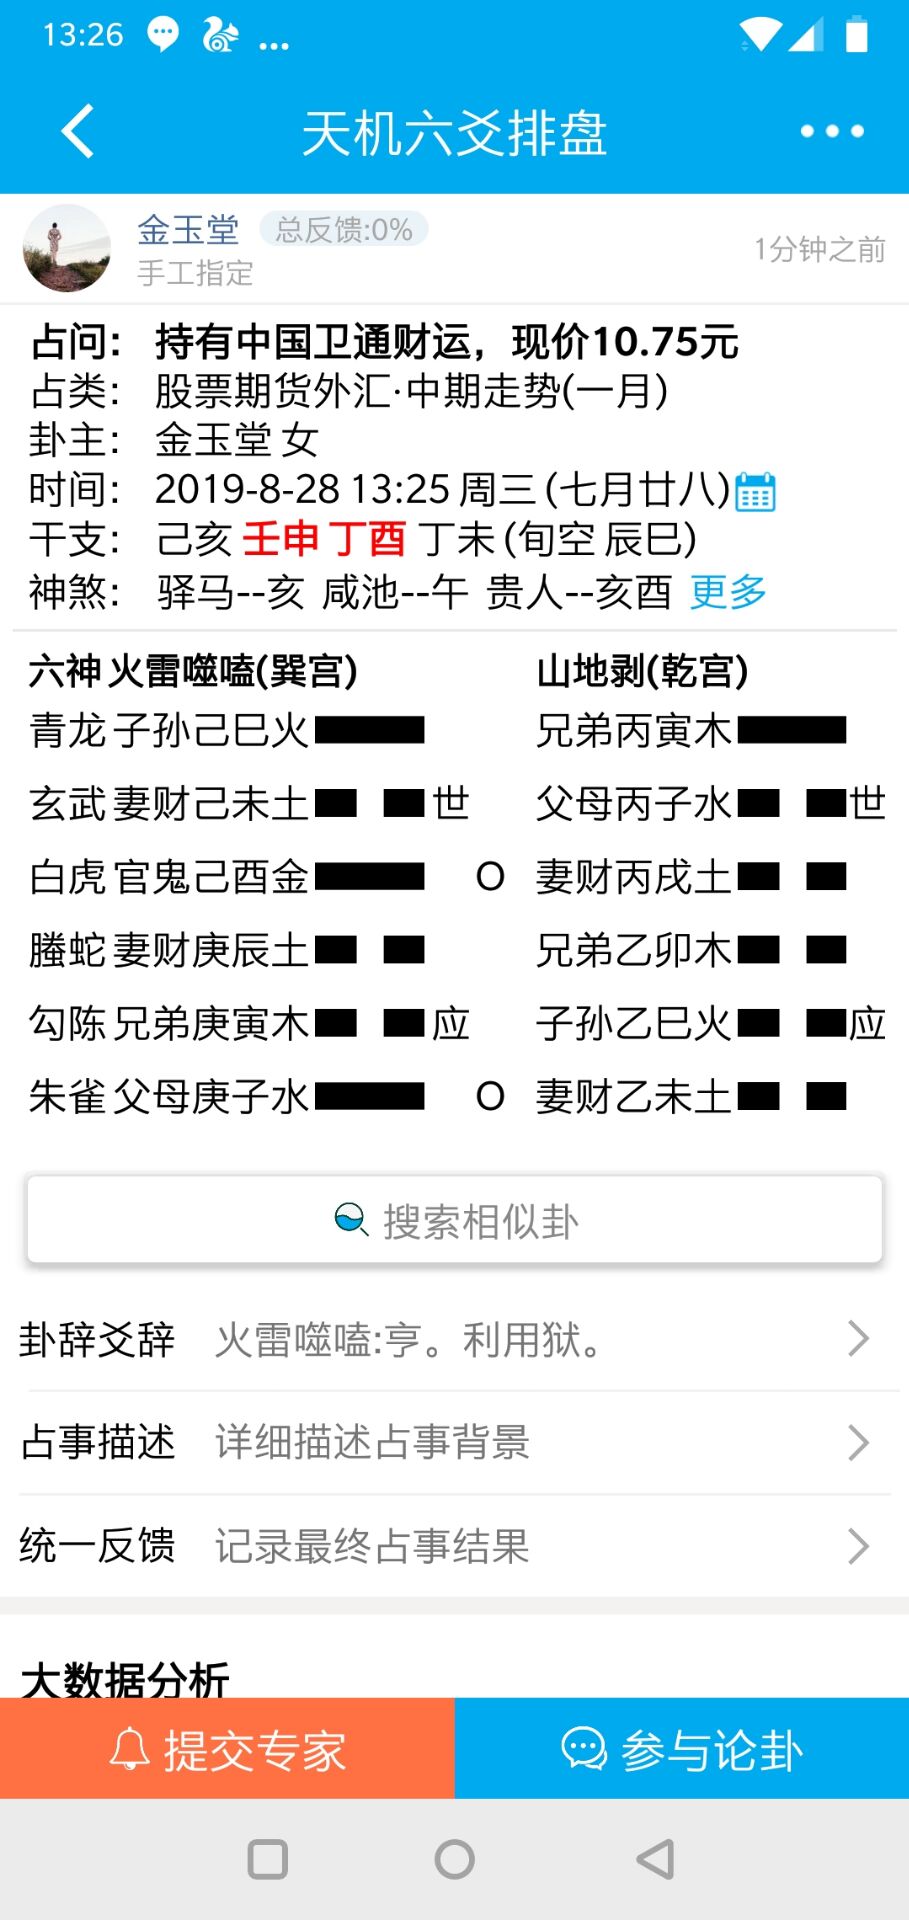 13:26 ...
天机六爻排盘
金玉堂 总反馈:0%
手工指定
1分钟之前
占问: 持有中国卫通财运，现价10.75元
占类: 股票期货外汇·中期走势(一月)
卦主: 金玉堂 女
时间: 2019-8-28 13:25 周三 (七月廿八)
干支: 己亥 壬申 丁酉 丁未 (旬空 辰巳)
神煞: 驿马--亥 咸池--午 贵人--亥酉 更多
六神 火雷噬嗑(巽宫) 山地剥(乾宫)
青龙 子孙己巳火 兄弟丙寅木
玄武 妻财己未土 世 父母丙子水 世
白虎 官鬼己酉金 O 妻财丙戌土
螣蛇 妻财庚辰土 兄弟乙卯木
勾陈 兄弟庚寅木 应 子孙乙巳火 应
朱雀 父母庚子水 O 妻财乙未土
搜索相似卦
卦辞爻辞 火雷噬嗑:亨。利用狱。
占事描述 详细描述占事背景
统一反馈 记录最终占事结果
大数据分析
提交专家 参与论卦